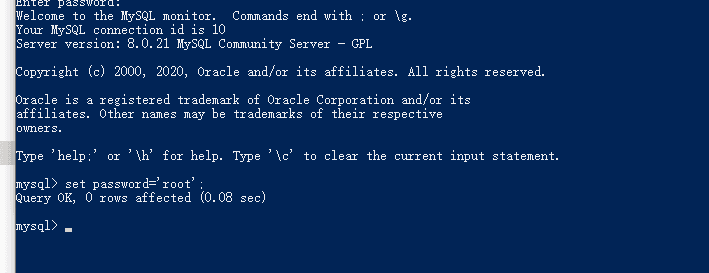 Enter password:
Welcome to the MySQL monitor.  Commands end with ; or \g.
Your MySQL connection id is 10
Server version: 8.0.21 MySQL Community Server - GPL
Copyright (c) 2000, 2020, Oracle and/or its affiliates. All rights reserved.
Oracle is a registered trademark of Oracle Corporation and/or its
affiliates. Other names may be trademarks of their respective
owners.
Type 'help;' or '\h' for help. Type '\c' to clear the current input statement.
mysql> set password='root';
Query OK, 0 rows affected (0.08 sec)
mysql>